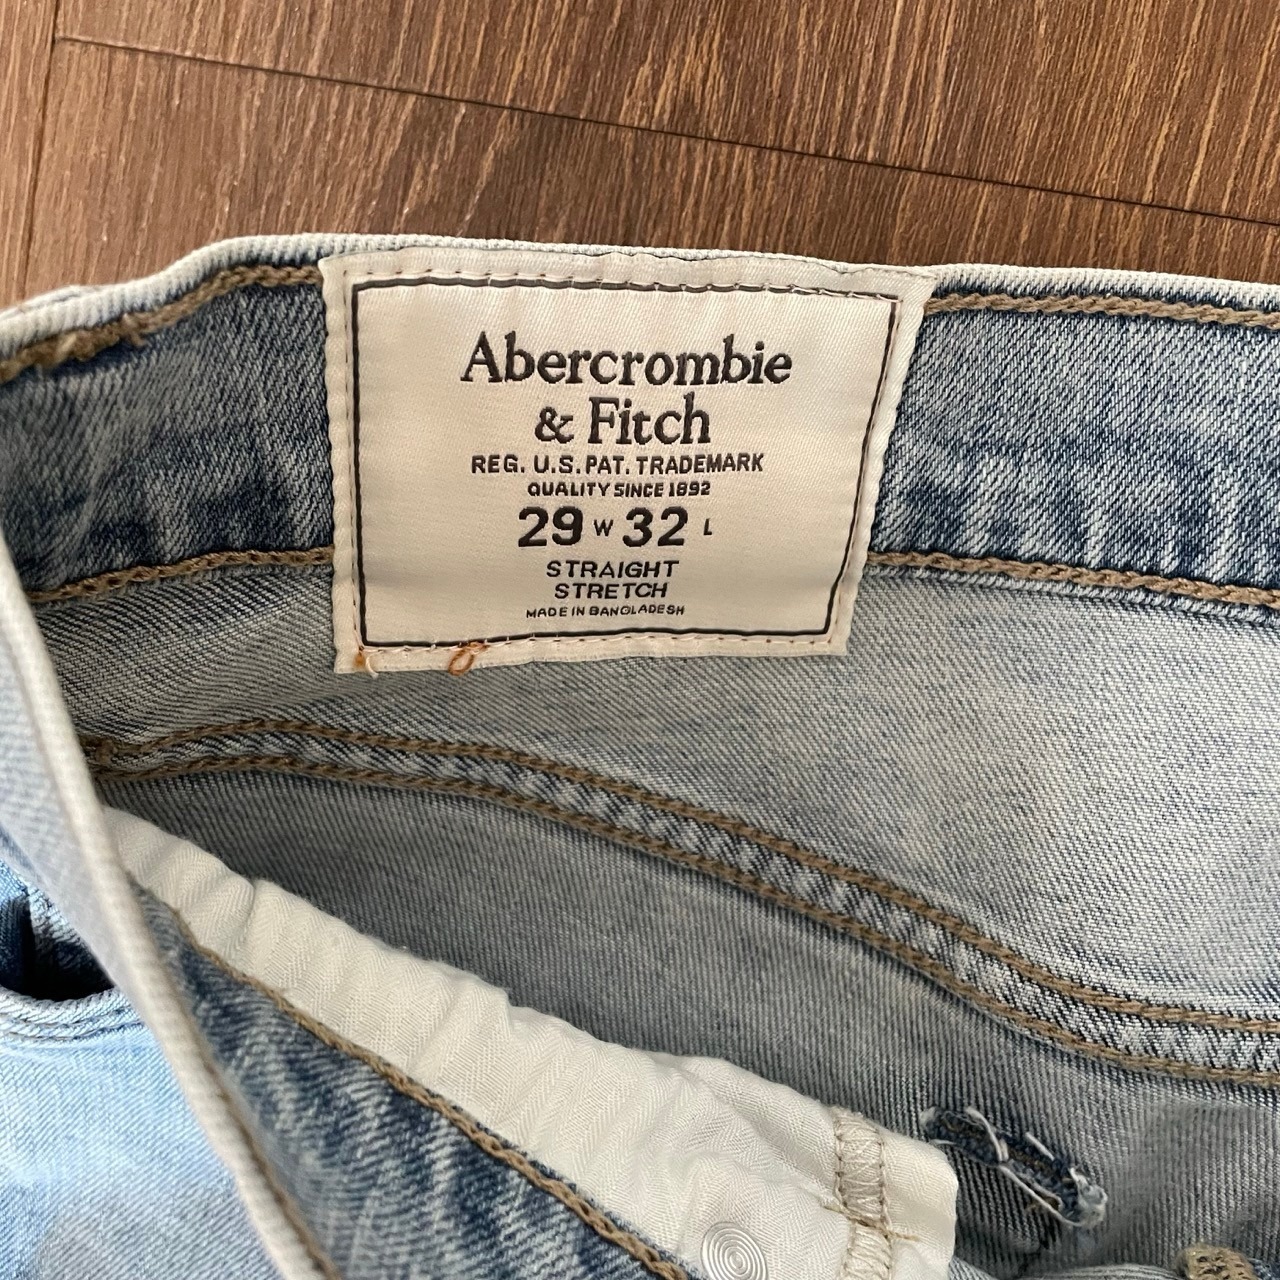 Abercrombie
& Fitch
REG. U.S. PAT. TRADEMARK
QUALITY SINCE 1892
29 W 32 L
STRAIGHT
STRETCH
MADE IN BANGLADESH